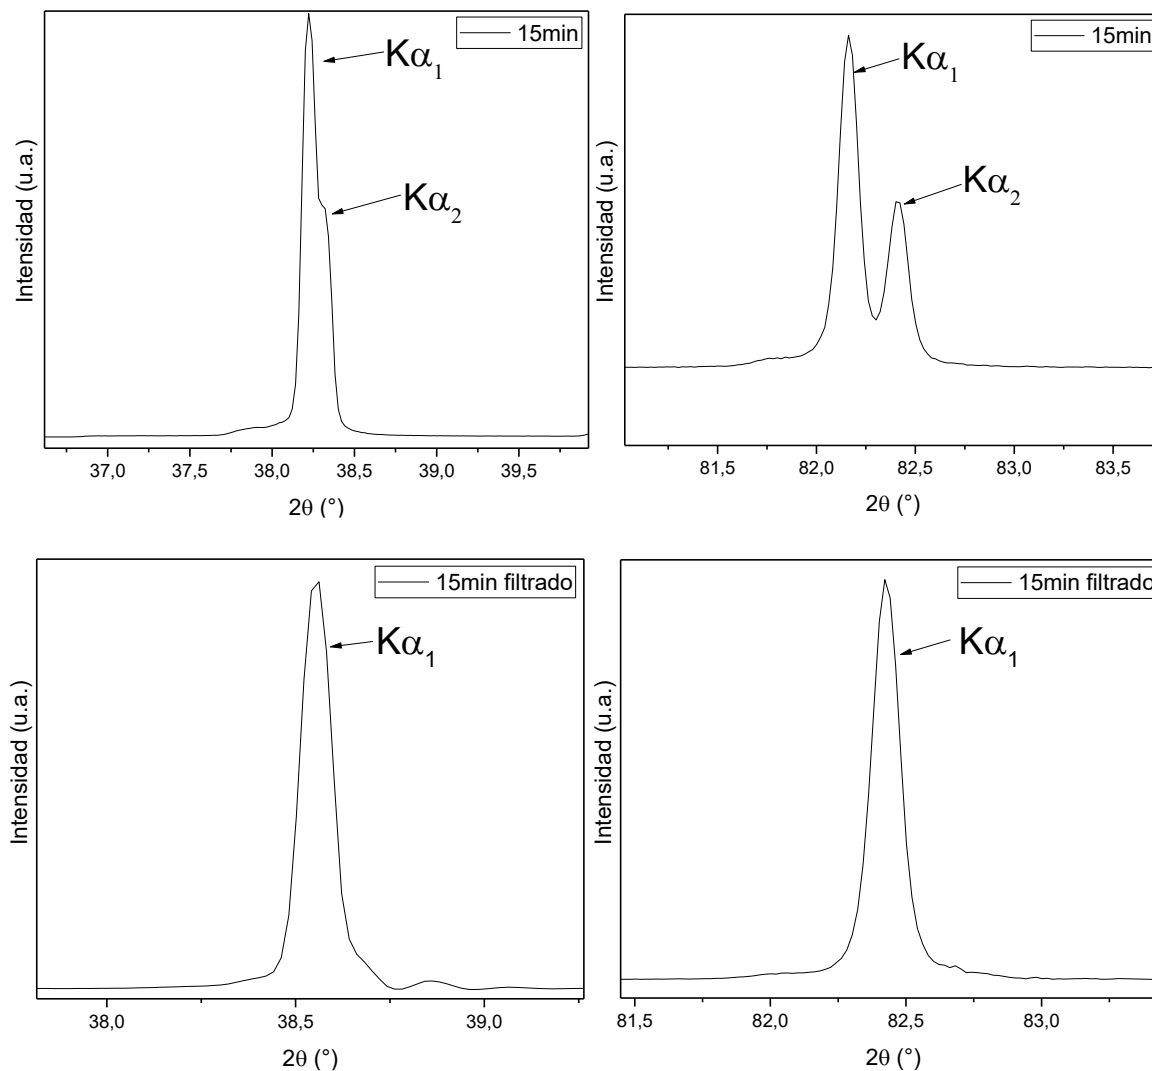 15min
Kα1
Kα2
Intensidad (u.a.)
37,0 37,5 38,0 38,5 39,0 39,5
2θ (°)
15min
Kα1
Kα2
Intensidad (u.a.)
81,5 82,0 82,5 83,0 83,5
2θ (°)
15min filtrado
Kα1
Intensidad (u.a.)
38,0 38,5 39,0
2θ (°)
15min filtrado
Kα1
Intensidad (u.a.)
81,5 82,0 82,5 83,0
2θ (°)